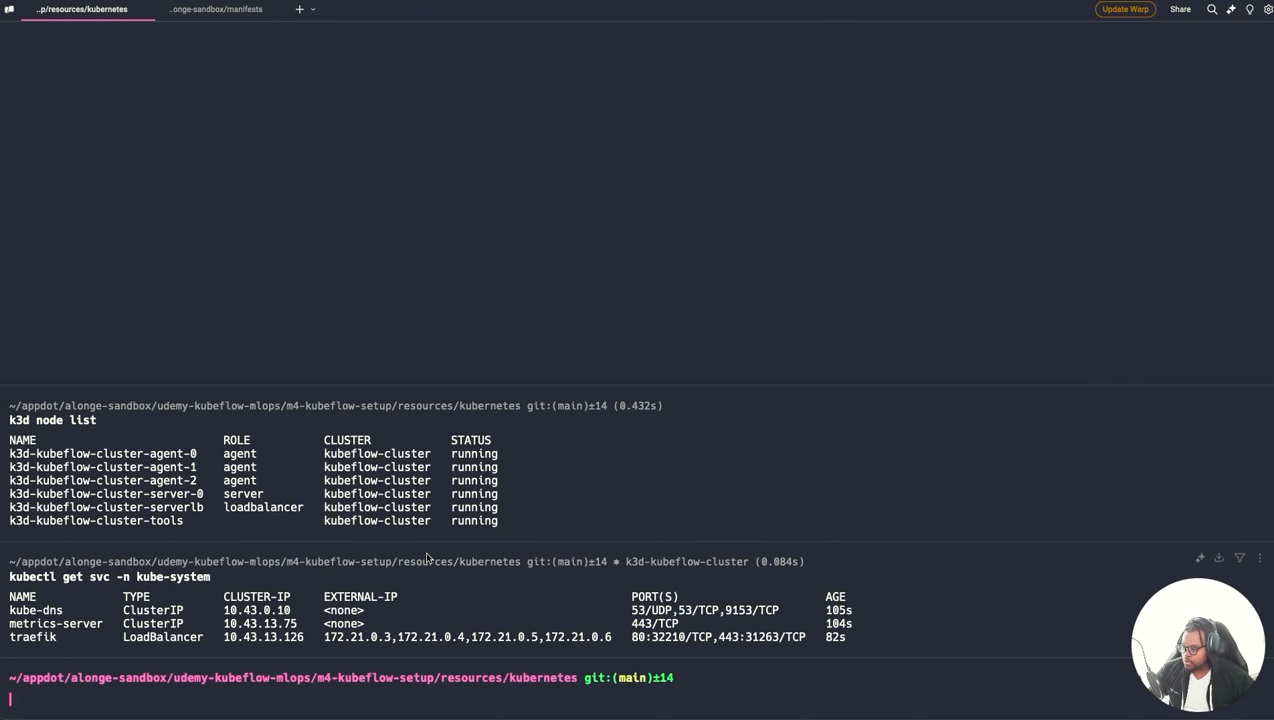 ..p/resources/kubernetes ..onge-sandbox/manifests Update Warp Share
~/appdot/alonge-sandbox/udemy-kubeflow-mlops/m4-kubeflow-setup/resources/kubernetes git:(main)±14 (0.432s)
k3d node list
NAME ROLE CLUSTER STATUS
k3d-kubeflow-cluster-agent-0 agent kubeflow-cluster running
k3d-kubeflow-cluster-agent-1 agent kubeflow-cluster running
k3d-kubeflow-cluster-agent-2 agent kubeflow-cluster running
k3d-kubeflow-cluster-server-0 server kubeflow-cluster running
k3d-kubeflow-cluster-serverlb loadbalancer kubeflow-cluster running
k3d-kubeflow-cluster-tools kubeflow-cluster running
~/appdot/alonge-sandbox/udemy-kubeflow-mlops/m4-kubeflow-setup/resources/kubernetes git:(main)±14 ⎈ k3d-kubeflow-cluster (0.084s)
kubectl get svc -n kube-system
NAME TYPE CLUSTER-IP EXTERNAL-IP PORT(S) AGE
kube-dns ClusterIP 10.43.0.10 <none> 53/UDP,53/TCP,9153/TCP 105s
metrics-server ClusterIP 10.43.13.75 <none> 443/TCP 104s
traefik LoadBalancer 10.43.13.126 172.21.0.3,172.21.0.4,172.21.0.5,172.21.0.6 80:32210/TCP,443:31263/TCP 82s
~/appdot/alonge-sandbox/udemy-kubeflow-mlops/m4-kubeflow-setup/resources/kubernetes git:(main)±14